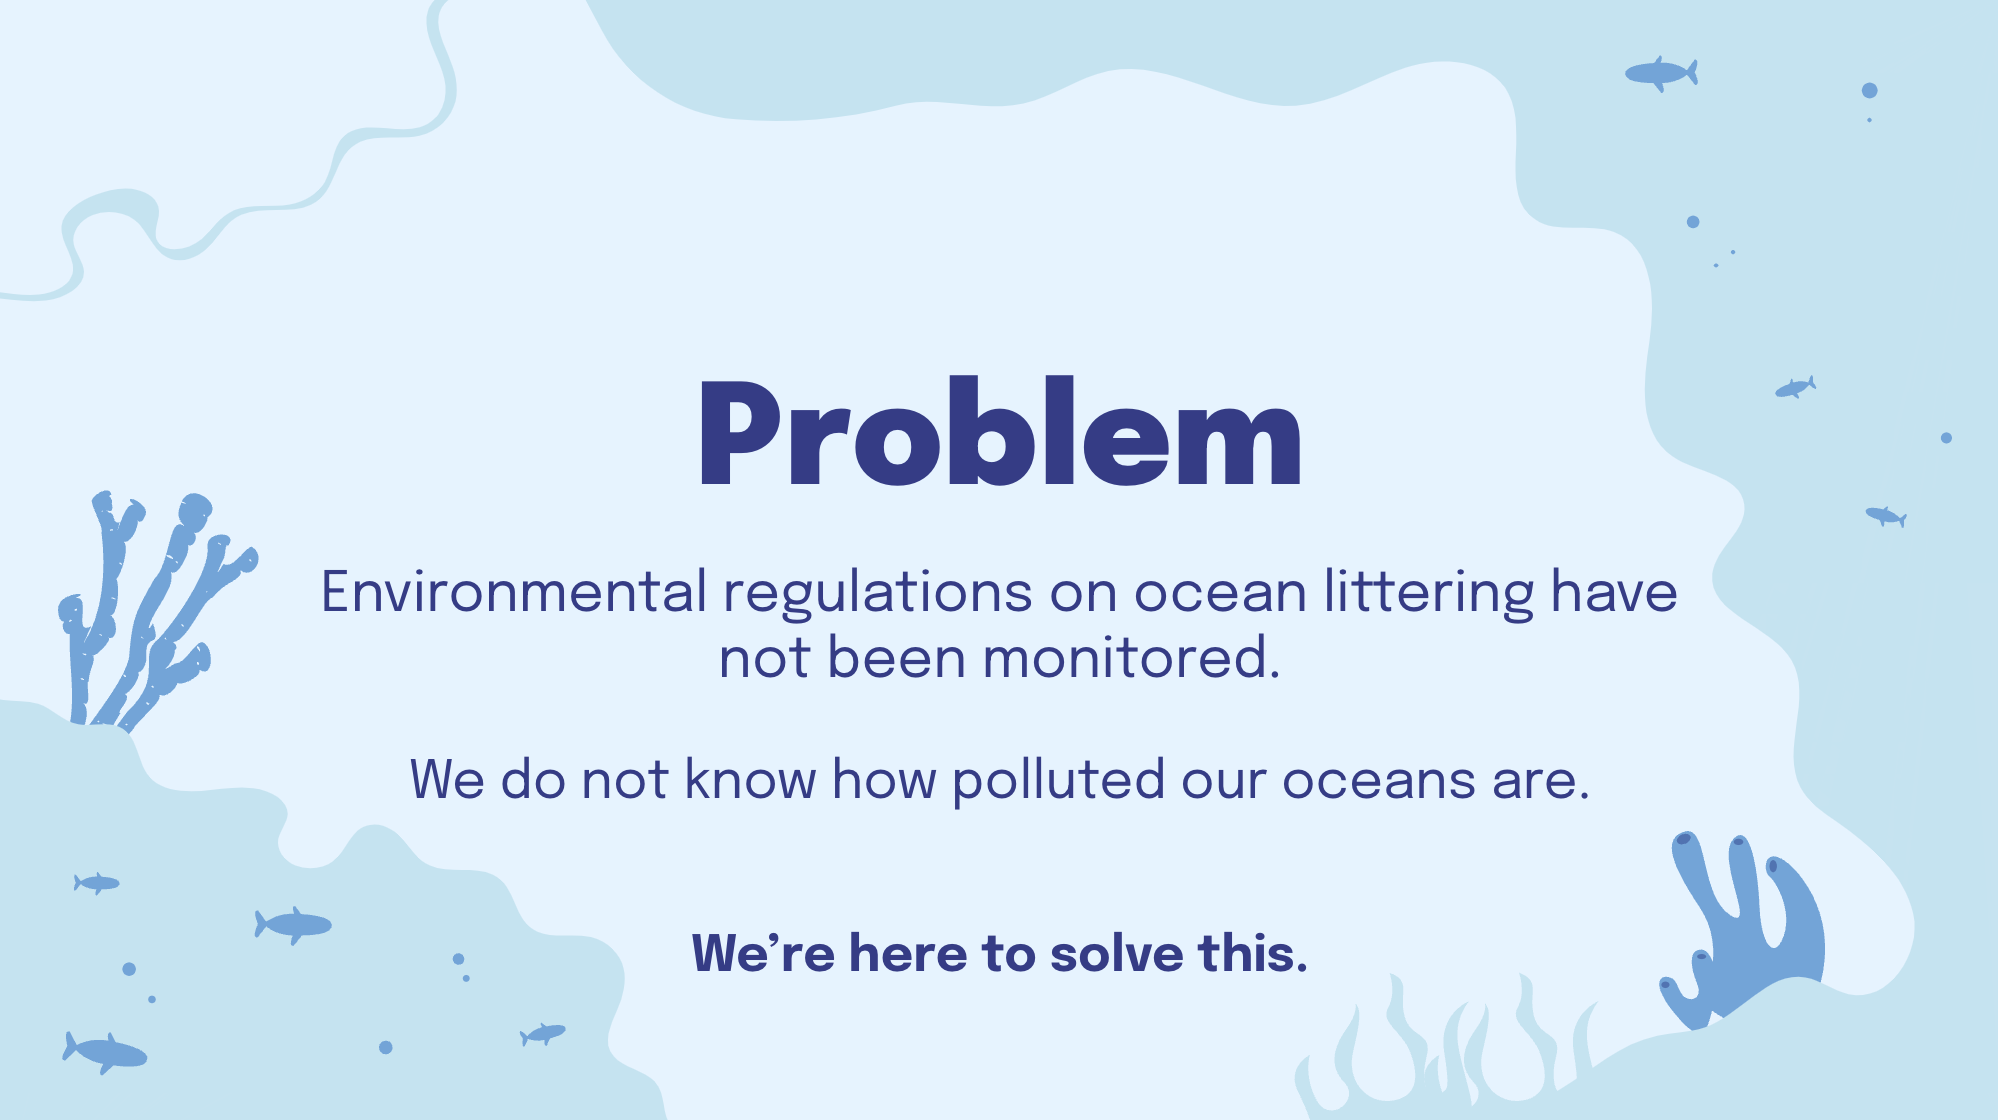 Problem
Environmental regulations on ocean littering have
not been monitored.
We do not know how polluted our oceans are.
We’re here to solve this.